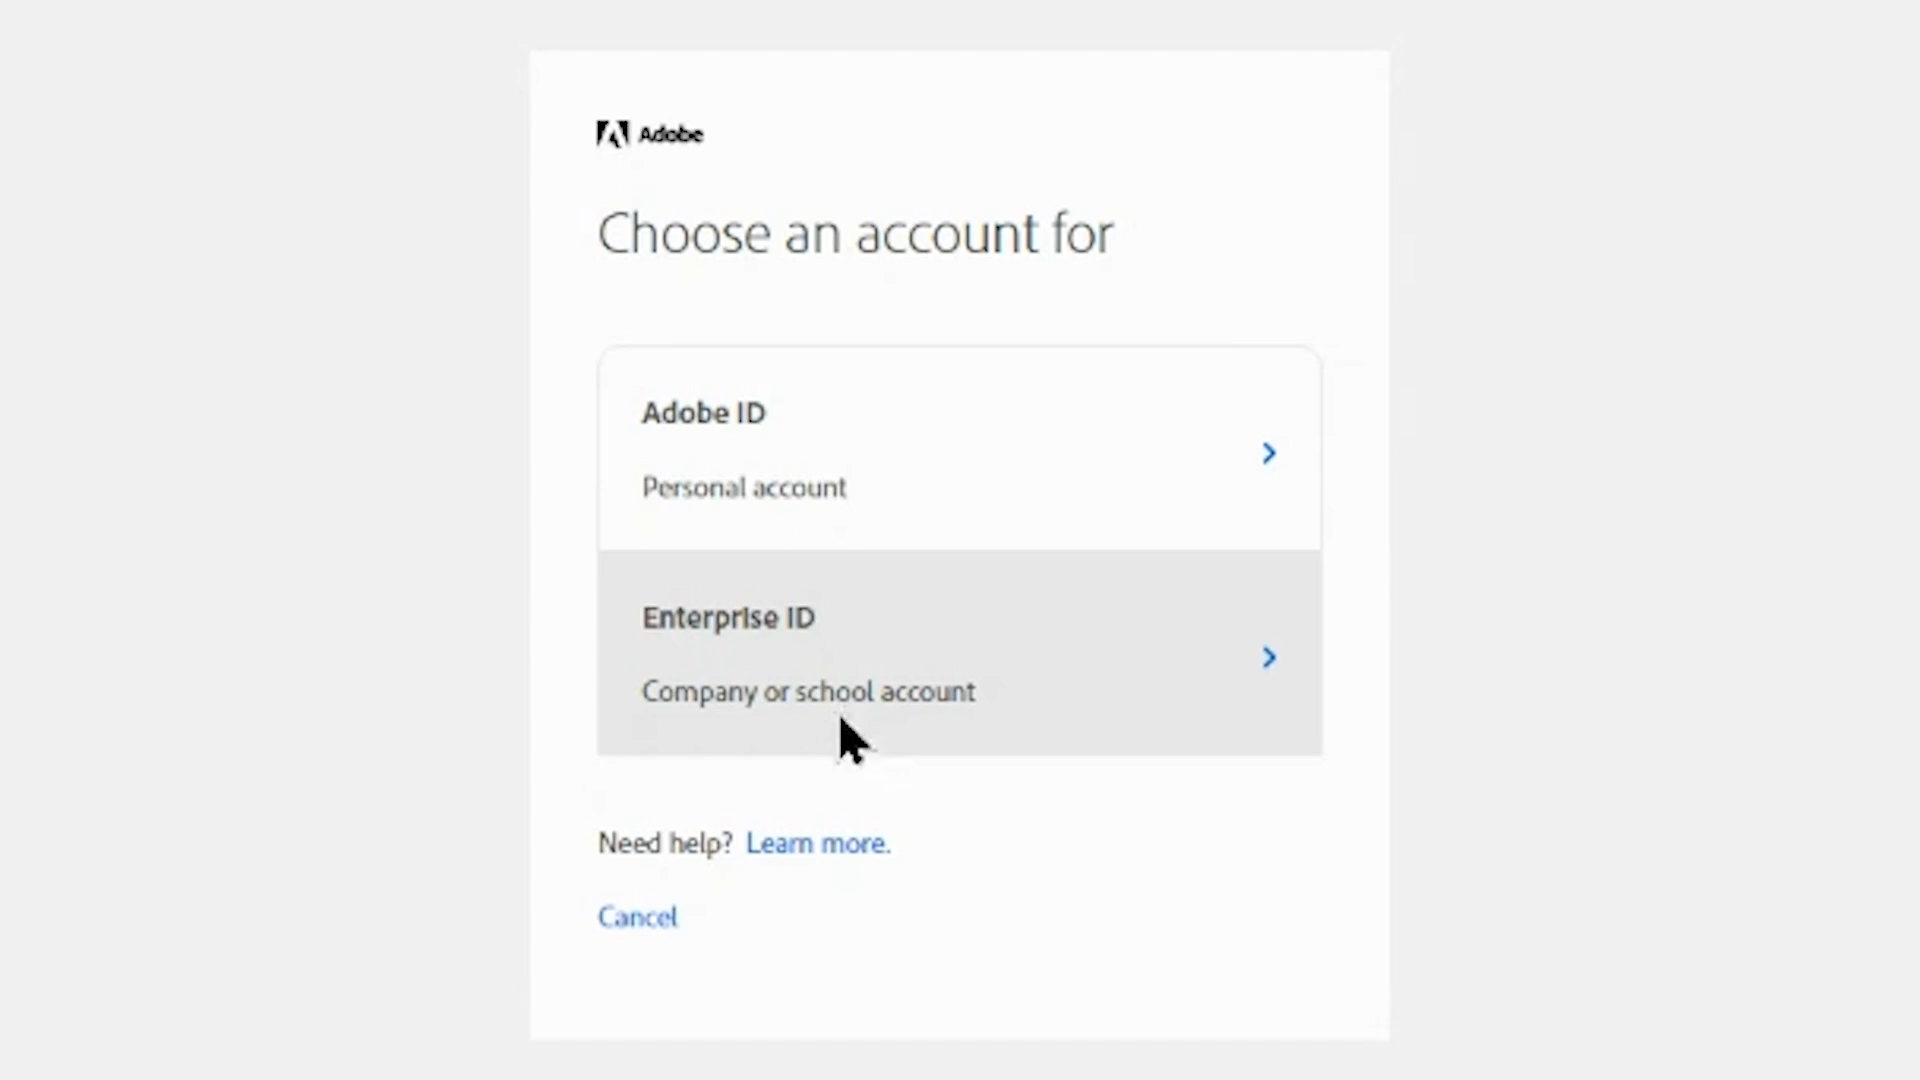 Adobe
Choose an account for
Adobe ID
Personal account
Enterprise ID
Company or school account
Need help? Learn more.
Cancel